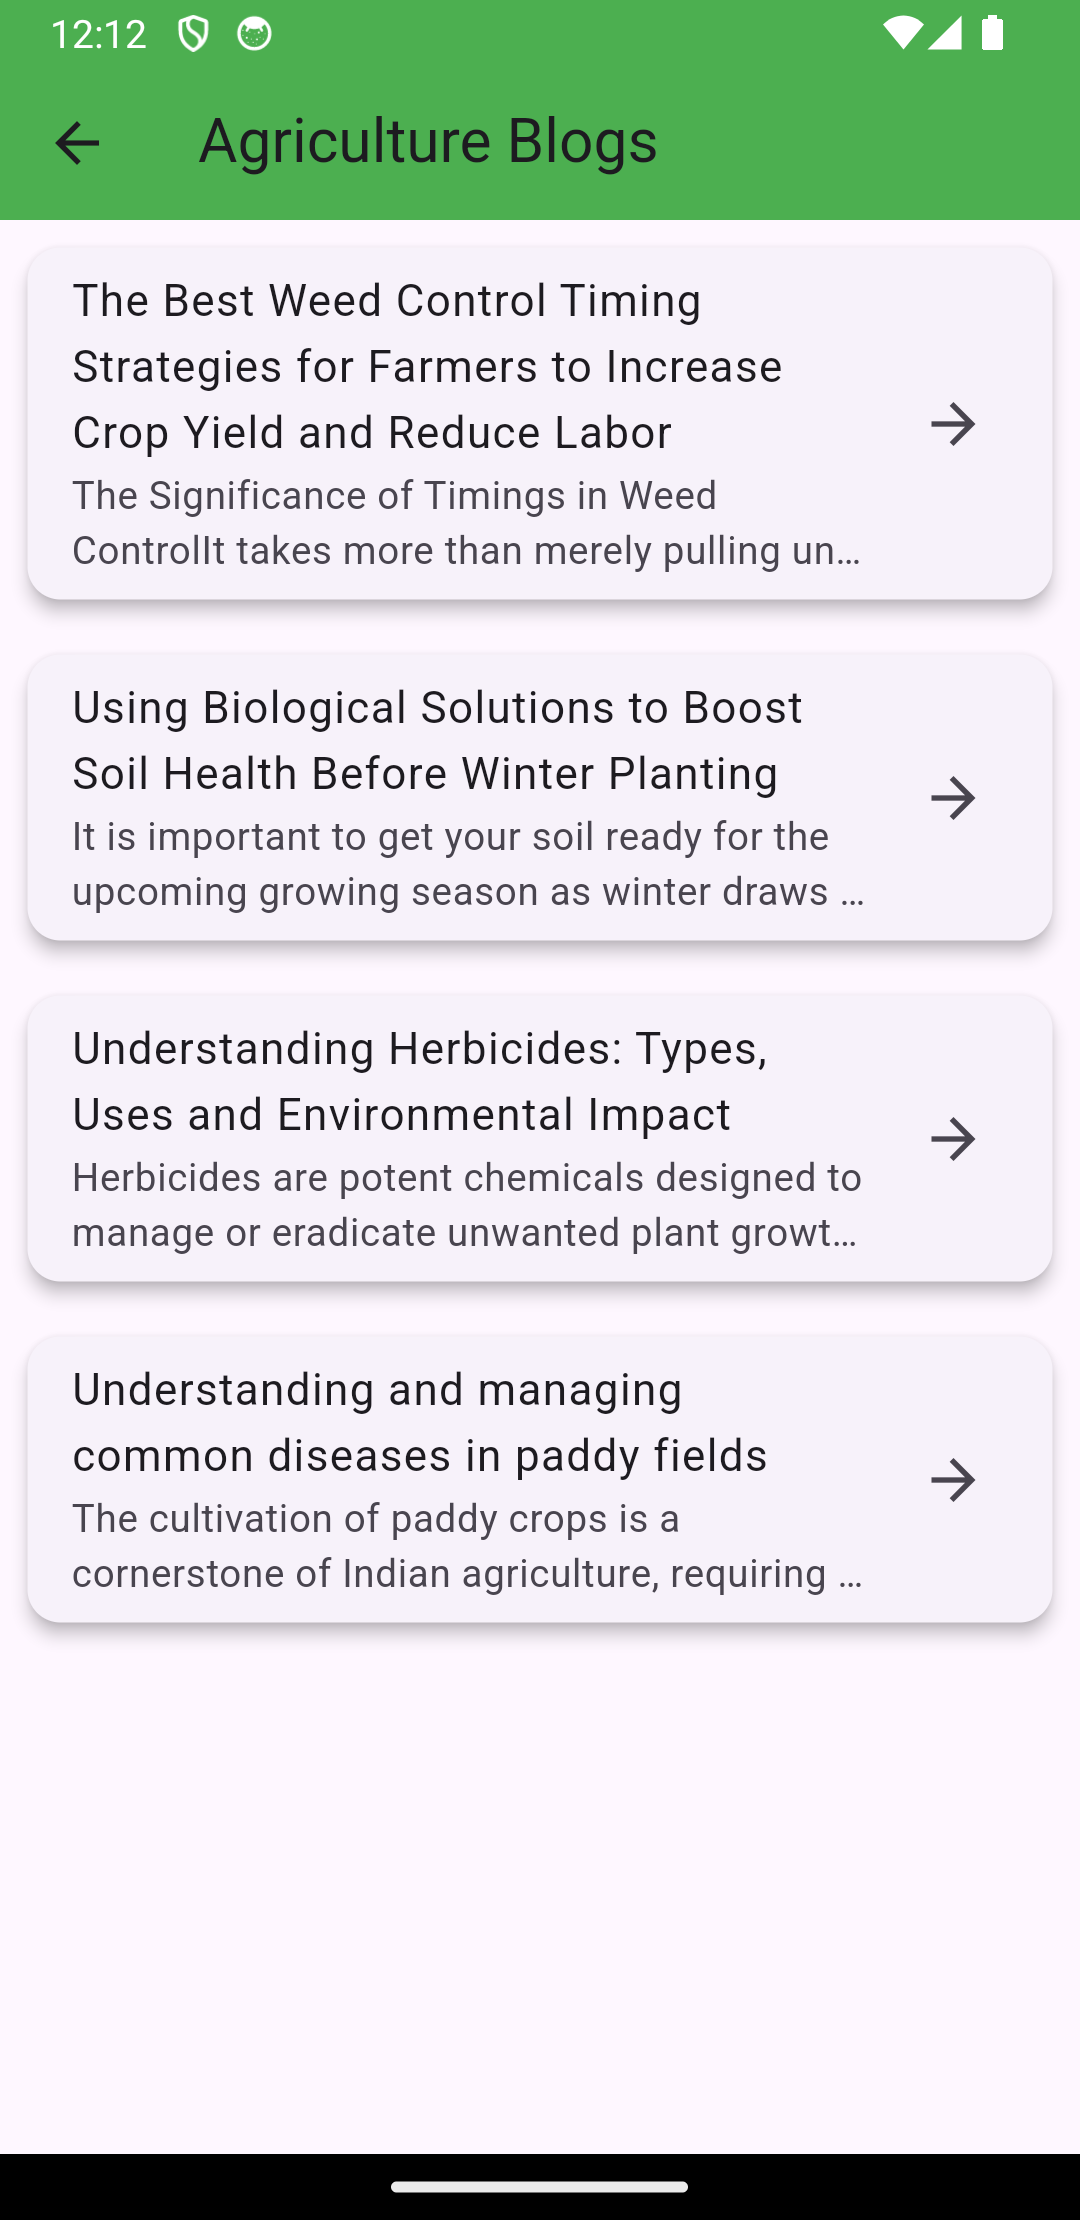 12:12
Agriculture Blogs
The Best Weed Control Timing
Strategies for Farmers to Increase
Crop Yield and Reduce Labor
The Significance of Timings in Weed
ControlIt takes more than merely pulling un…
Using Biological Solutions to Boost
Soil Health Before Winter Planting
It is important to get your soil ready for the
upcoming growing season as winter draws …
Understanding Herbicides: Types,
Uses and Environmental Impact
Herbicides are potent chemicals designed to
manage or eradicate unwanted plant growt…
Understanding and managing
common diseases in paddy fields
The cultivation of paddy crops is a
cornerstone of Indian agriculture, requiring …